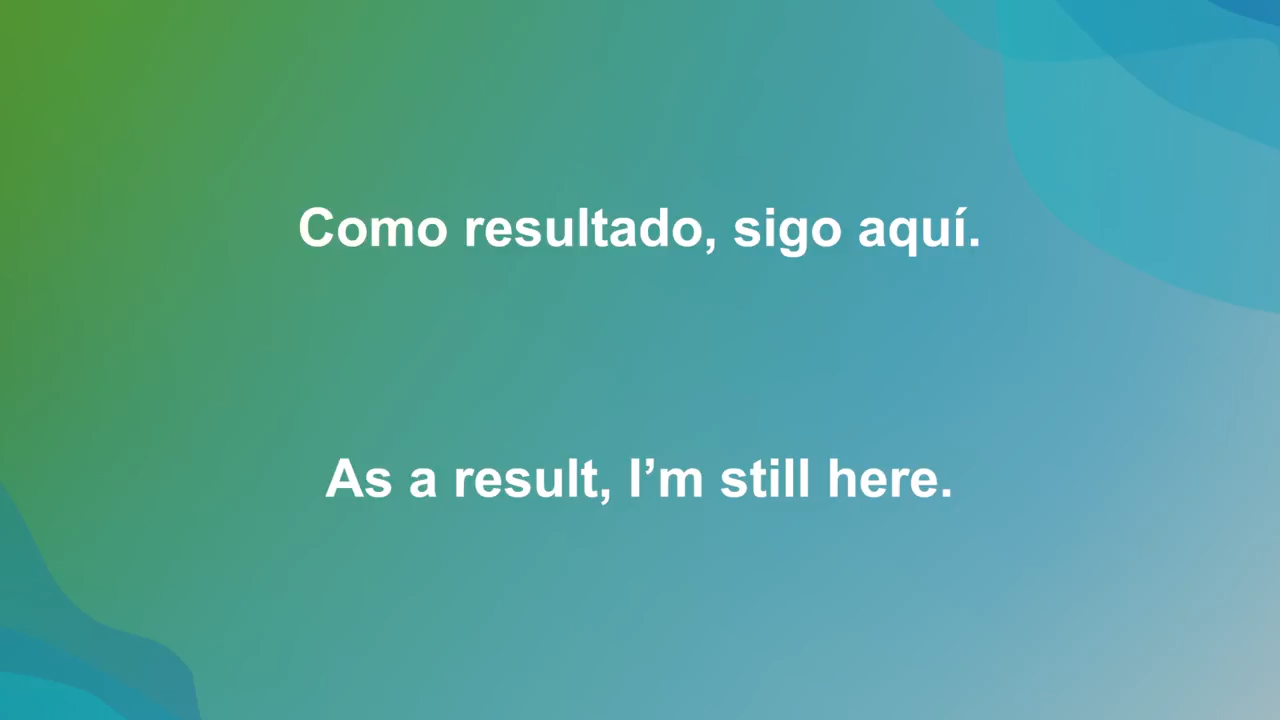 Como resultado, sigo aquí.
As a result, I’m still here.